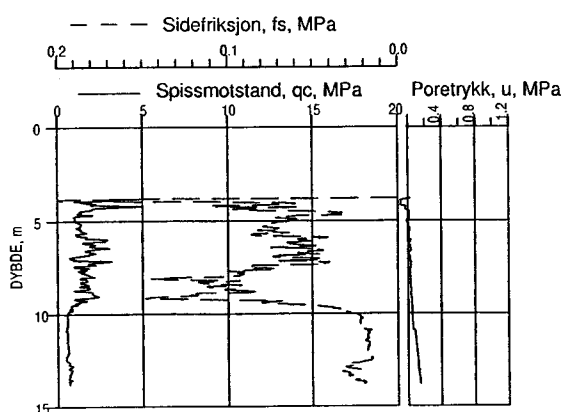 Sidefriksjon, fs, MPa
0,2 0,1 0,0
Spissmotstand, qc, MPa Poretrykk, u, MPa
0 5 10 15 20 0,4 0,8 1,2
0
5
10
15
DYBDE, m